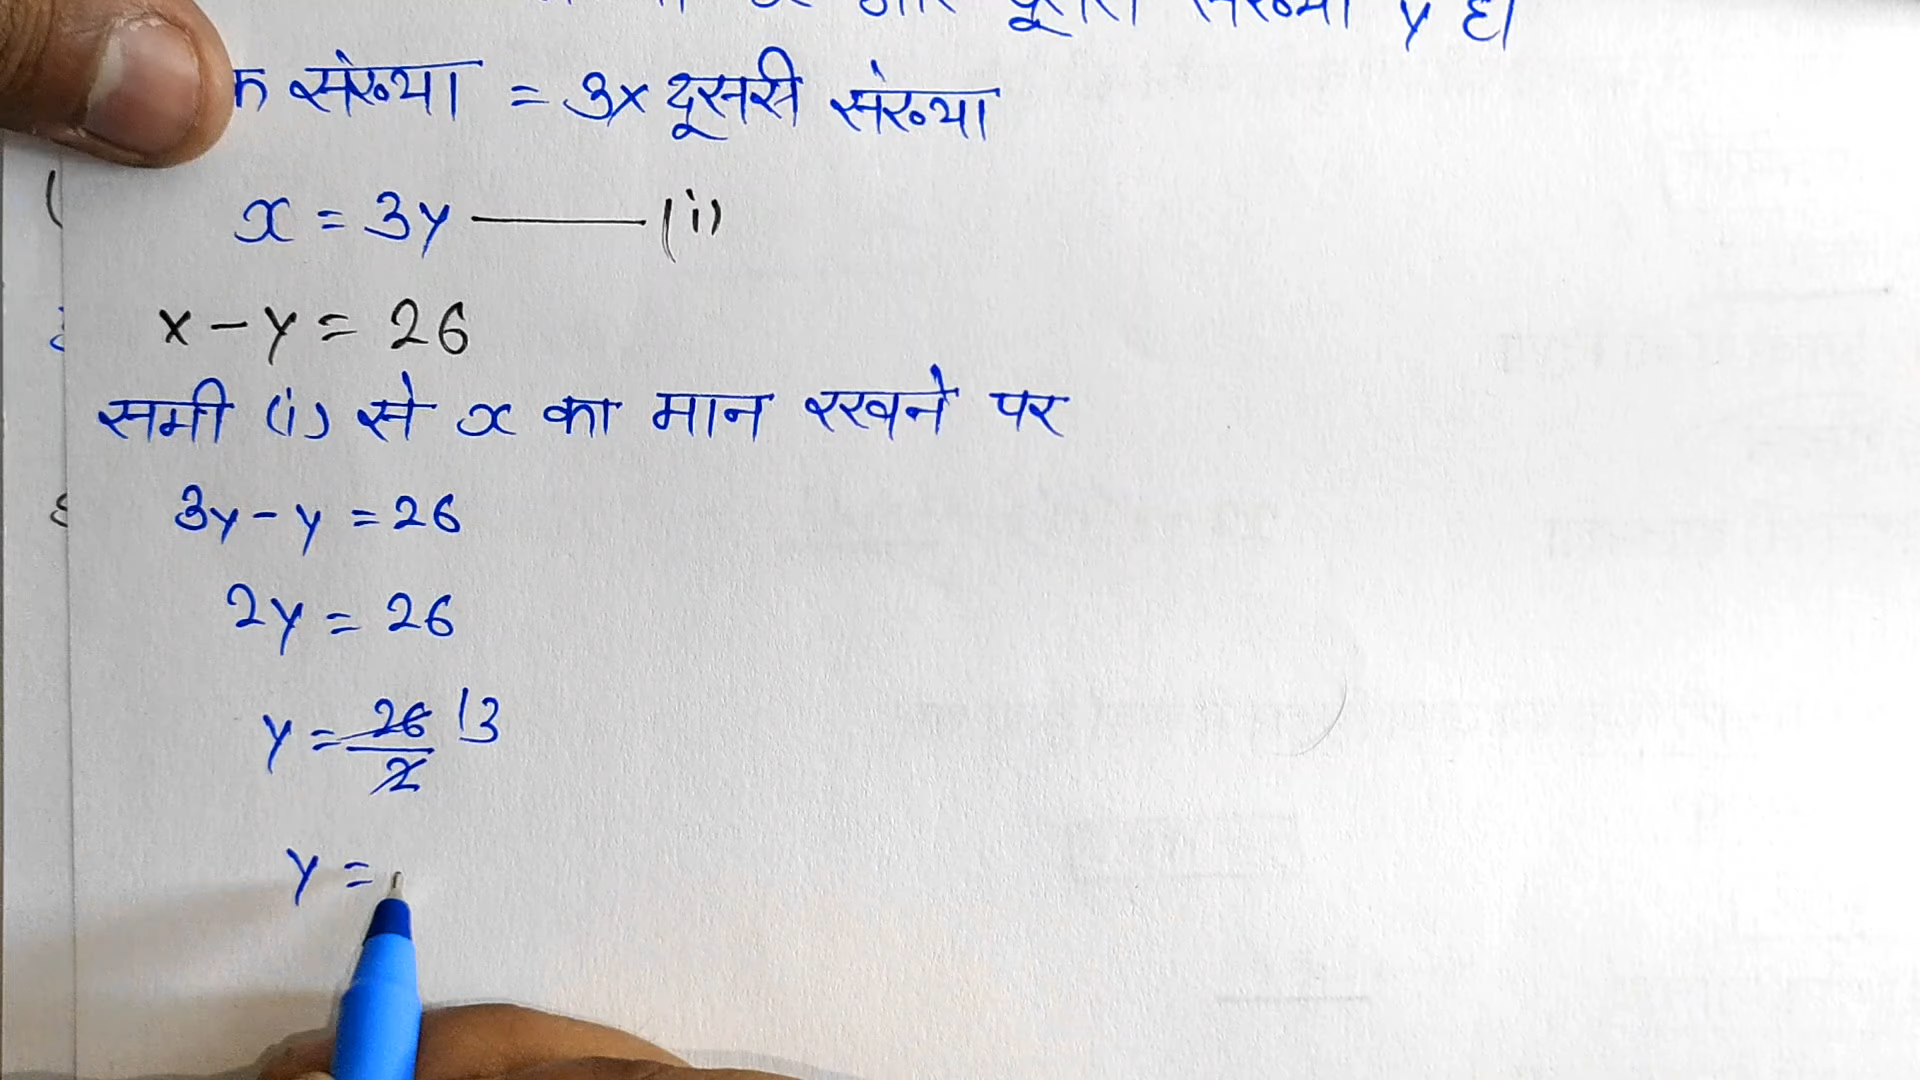 संख्या y है।
संख्या = 3x दूसरी संख्या
x = 3y —— (i)
x - y = 26
समी (i) से x का मान रखने पर
3y - y = 26
2y = 26
y = 26/2 13
y =